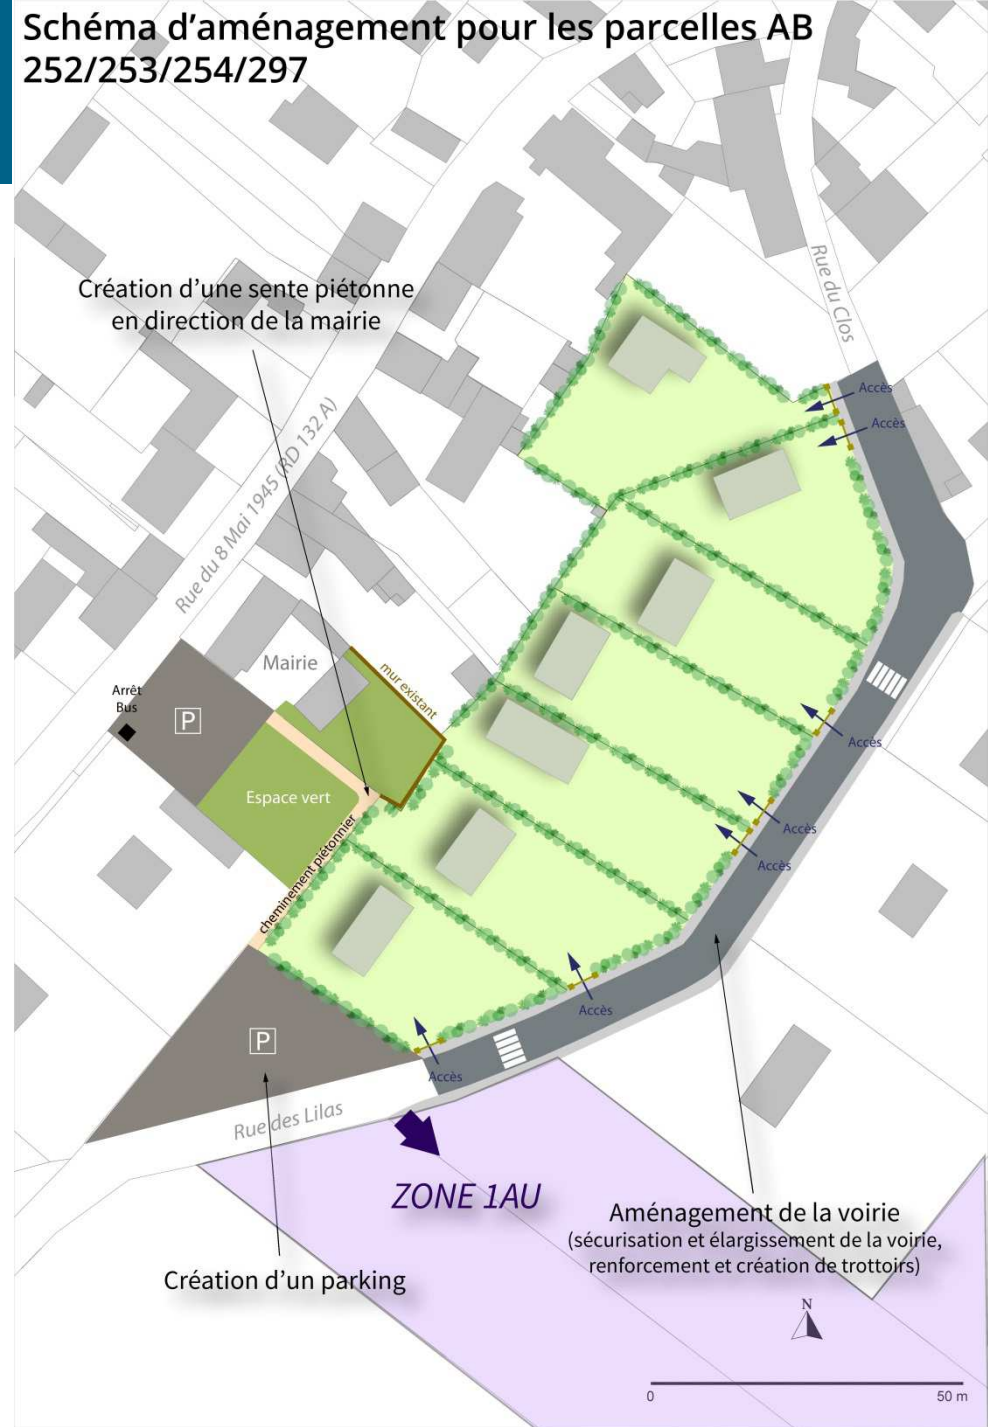 Schéma d’aménagement pour les parcelles AB
252/253/254/297
Rue du Clos
Création d’une sente piétonne
en direction de la mairie
Accès
Accès
Rue du 8 Mai 1945 (RD 132 A)
Mairie
mur existant
Arrêt
Bus
P
Accès
Espace vert
Accès
Accès
cheminement piétonnier
Accès
P
Accès
Rue des Lilas
ZONE 1AU
Aménagement de la voirie
(sécurisation et élargissement de la voirie,
renforcement et création de trottoirs)
Création d’un parking
N
0 50 m